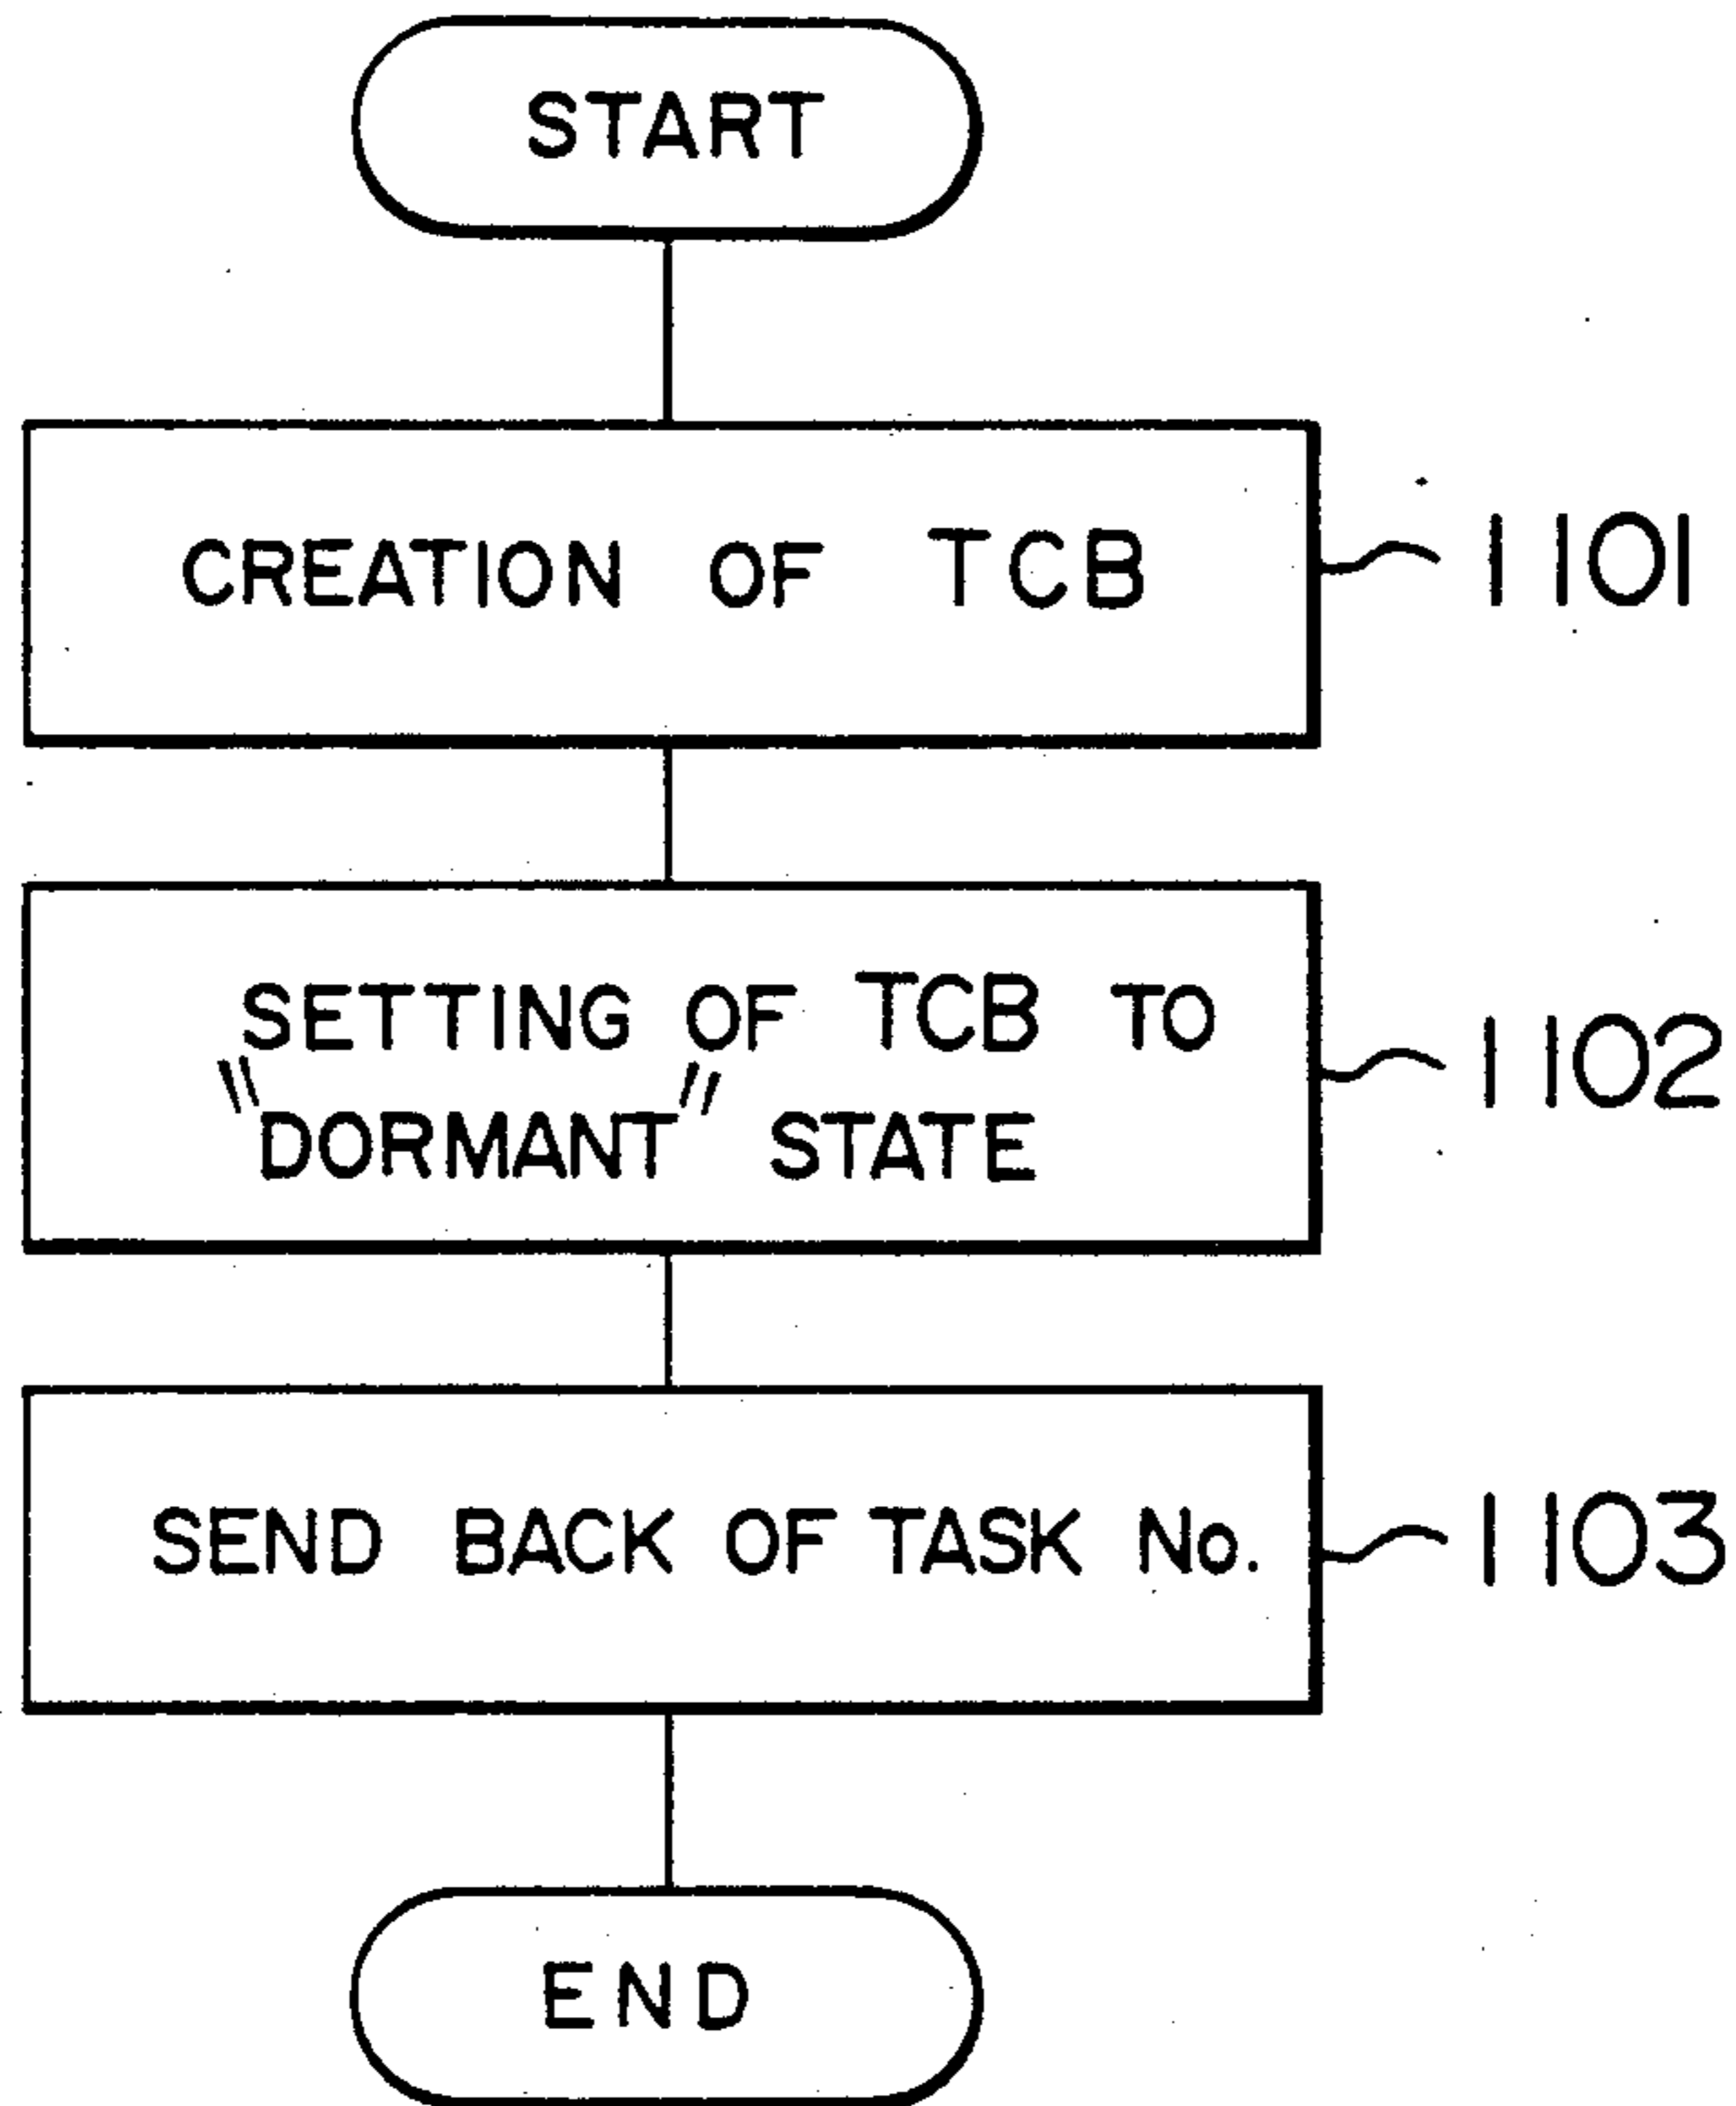 START
CREATION OF TCB
1101
SETTING OF TCB TO
"DORMANT" STATE
1102
SEND BACK OF TASK No.
1103
END